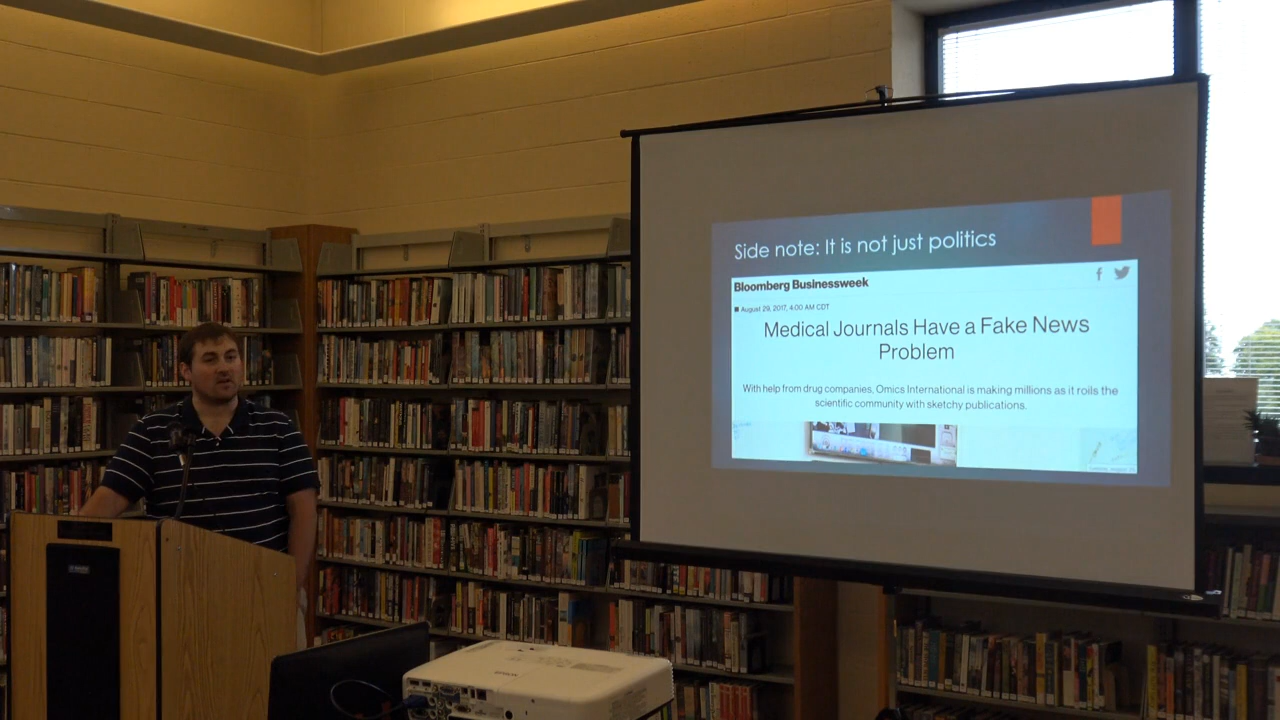 Side note: It is not just politics
Bloomberg Businessweek
August 29, 2017, 4:00 AM CDT
Medical Journals Have a Fake News
Problem
With help from drug companies, Omics International is making millions as it roils the
scientific community with sketchy publications.